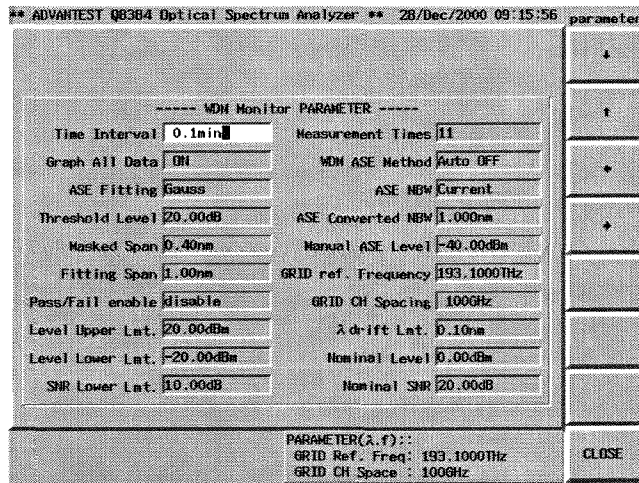 ** ADVANTEST Q8384 Optical Spectrum Analyzer ** 28/Dec/2000 09:15:56
parameter
----- WDM Monitor PARAMETER -----
Time Interval 0.1min
Measurement Times 11
Graph All Data ON
WDM ASE Method Auto OFF
ASE Fitting Gauss
ASE NBW Current
Threshold Level 20.00dB
ASE Converted NBW 1.000nm
Masked Span 0.40nm
Manual ASE Level -40.00dBm
Fitting Span 1.00nm
GRID ref. Frequency 193.1000THz
Pass/Fail enable disable
GRID CH Spacing 100GHz
Level Upper Lmt. 20.00dBm
λ drift Lmt. 0.10nm
Level Lower Lmt. -20.00dBm
Nominal Level 0.00dBm
SNR Lower Lmt. 10.00dB
Nominal SNR 20.00dB
PARAMETER(λ,f)::
GRID Ref. Freq: 193.1000THz
GRID CH Space : 100GHz
CLOSE